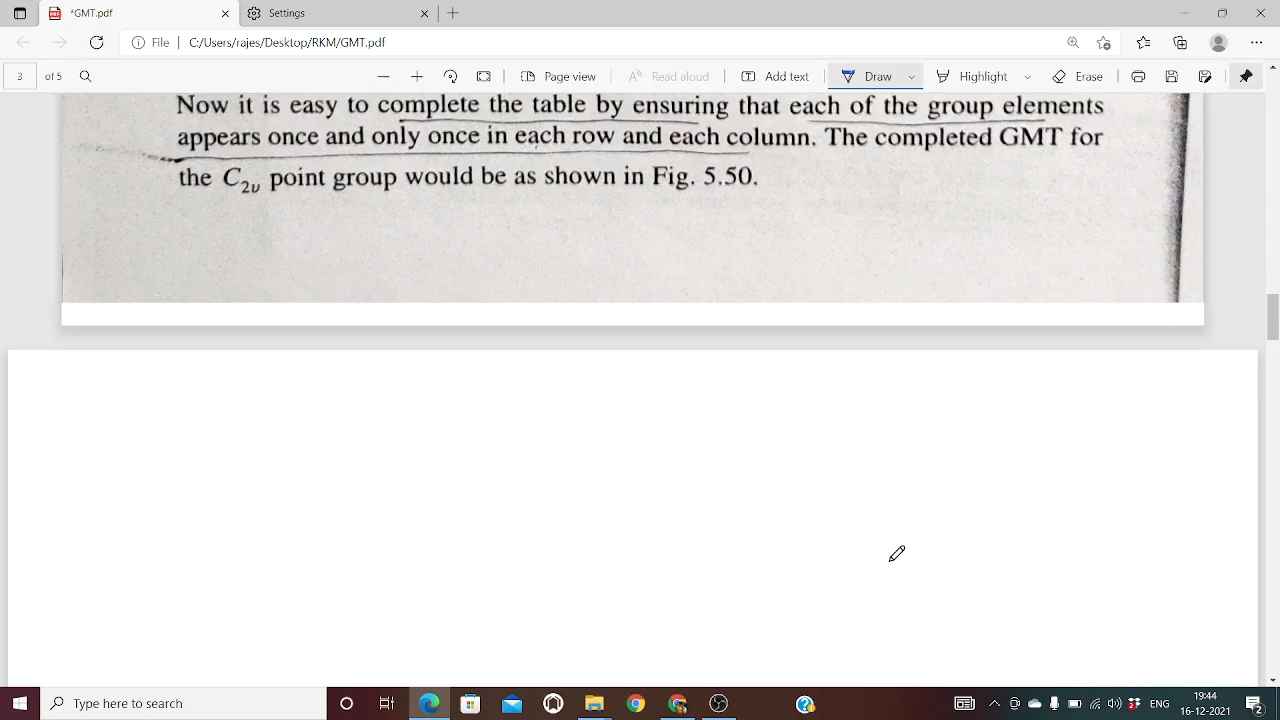 *GMT.pdf
Settings
File | C:/Users/rajes/Desktop/RKM/GMT.pdf
3 of 5
Page view
Read aloud
Add text
Draw
Highlight
Erase
Now it is easy to complete the table by ensuring that each of the group elements
appears once and only once in each row and each column. The completed GMT for
the C2υ point group would be as shown in Fig. 5.50.
Type here to search
ENG
19:44
16-12-2021
2